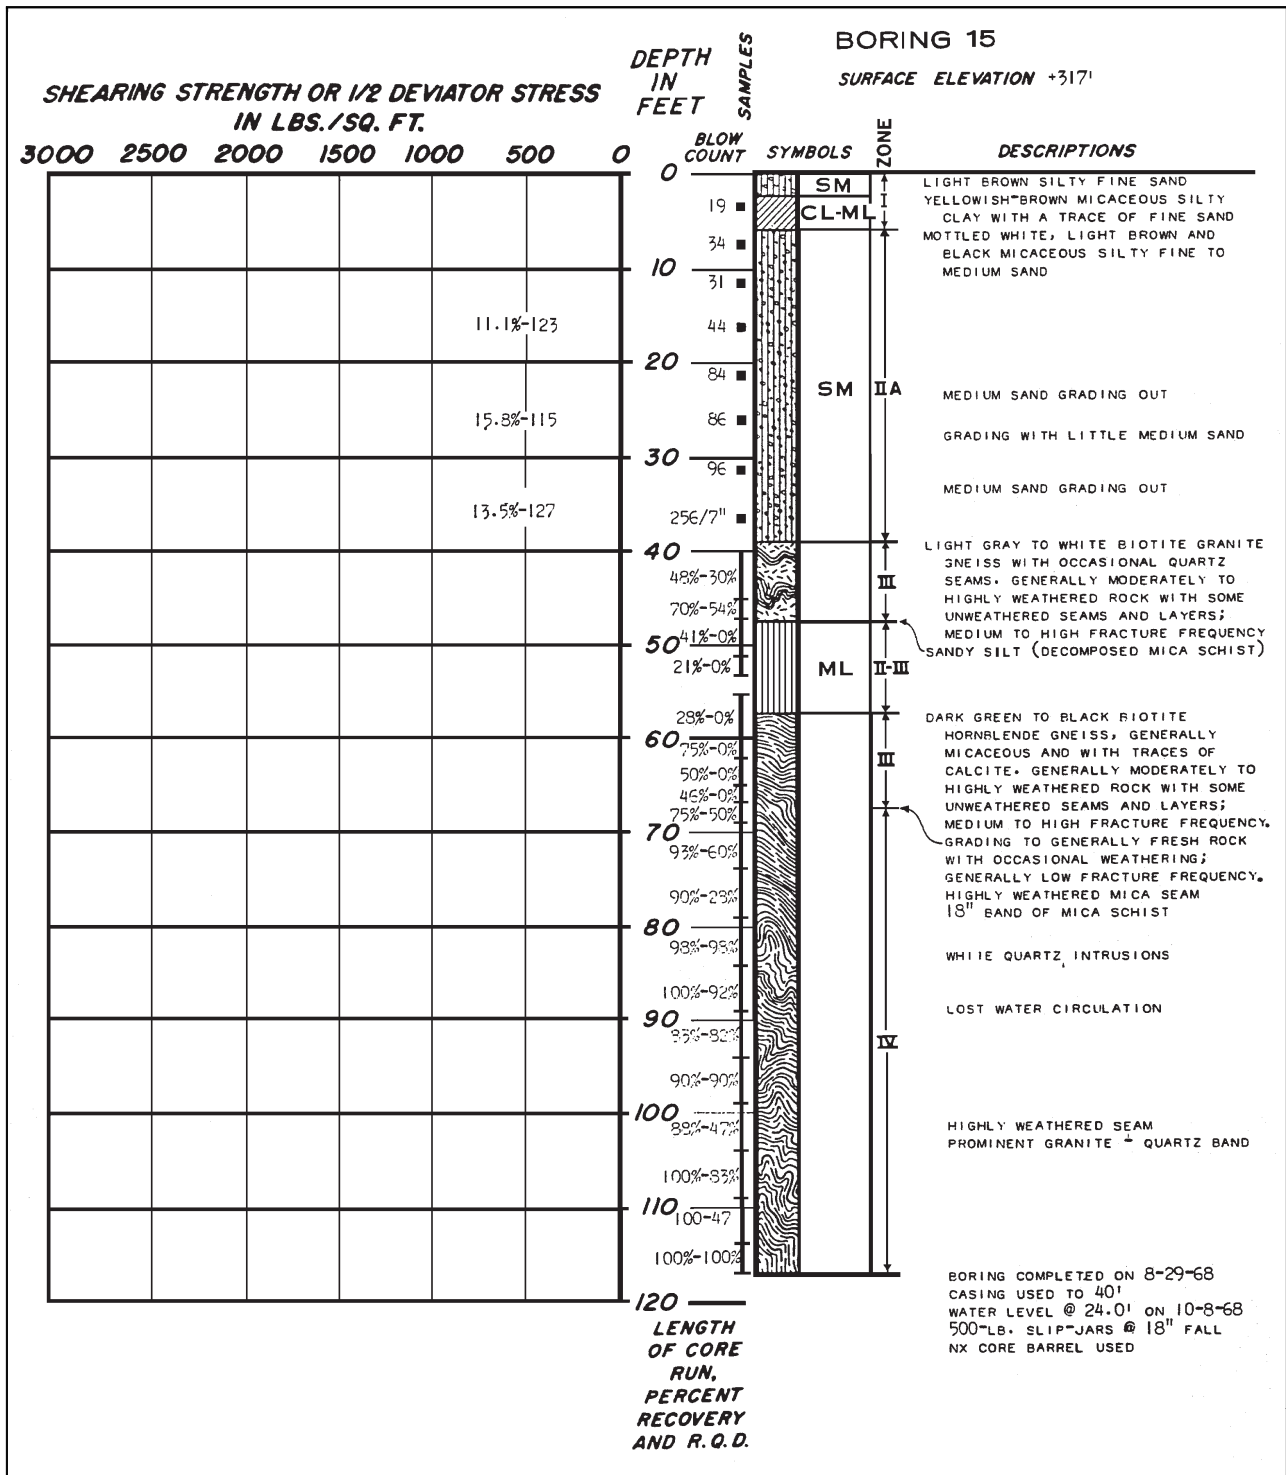 BORING 15
SURFACE ELEVATION +317'
SHEARING STRENGTH OR 1/2 DEVIATOR STRESS
IN LBS./SQ. FT.
3000 2500 2000 1500 1000 500 0
DEPTH
IN
FEET
SAMPLES
BLOW
COUNT
SYMBOLS
ZONE
DESCRIPTIONS
0
10
20
30
40
50
60
70
80
90
100
110
120
11.1%-123
15.8%-115
13.5%-127
19
34
31
44
84
86
96
256/7"
48%-30%
70%-54%
41%-0%
21%-0%
28%-0%
75%-0%
50%-0%
46%-0%
75%-50%
93%-60%
90%-28%
98%-98%
100%-92%
90%-90%
88%-47%
100%-83%
100-47
100%-100%
SM
CL-ML
SM
ML
I
IIA
III
II-III
III
IV
LIGHT BROWN SILTY FINE SAND
YELLOWISH-BROWN MICACEOUS SILTY
CLAY WITH A TRACE OF FINE SAND
MOTTLED WHITE, LIGHT BROWN AND
BLACK MICACEOUS SILTY FINE TO
MEDIUM SAND
MEDIUM SAND GRADING OUT
GRADING WITH LITTLE MEDIUM SAND
MEDIUM SAND GRADING OUT
LIGHT GRAY TO WHITE BIOTITE GRANITE
GNEISS WITH OCCASIONAL QUARTZ
SEAMS. GENERALLY MODERATELY TO
HIGHLY WEATHERED ROCK WITH SOME
UNWEATHERED SEAMS AND LAYERS;
MEDIUM TO HIGH FRACTURE FREQUENCY
SANDY SILT (DECOMPOSED MICA SCHIST)
DARK GREEN TO BLACK BIOTITE
HORNBLENDE GNEISS, GENERALLY
MICACEOUS AND WITH TRACES OF
CALCITE. GENERALLY MODERATELY TO
HIGHLY WEATHERED ROCK WITH SOME
UNWEATHERED SEAMS AND LAYERS;
MEDIUM TO HIGH FRACTURE FREQUENCY.
GRADING TO GENERALLY FRESH ROCK
WITH OCCASIONAL WEATHERING;
GENERALLY LOW FRACTURE FREQUENCY.
HIGHLY WEATHERED MICA SEAM
18" BAND OF MICA SCHIST
WHITE QUARTZ INTRUSIONS
LOST WATER CIRCULATION
HIGHLY WEATHERED SEAM
PROMINENT GRANITE - QUARTZ BAND
BORING COMPLETED ON 8-29-68
CASING USED TO 40'
WATER LEVEL @ 24.0' ON 10-8-68
500-LB. SLIP-JARS @ 18" FALL
NX CORE BARREL USED
LENGTH
OF CORE
RUN,
PERCENT
RECOVERY
AND R.Q.D.